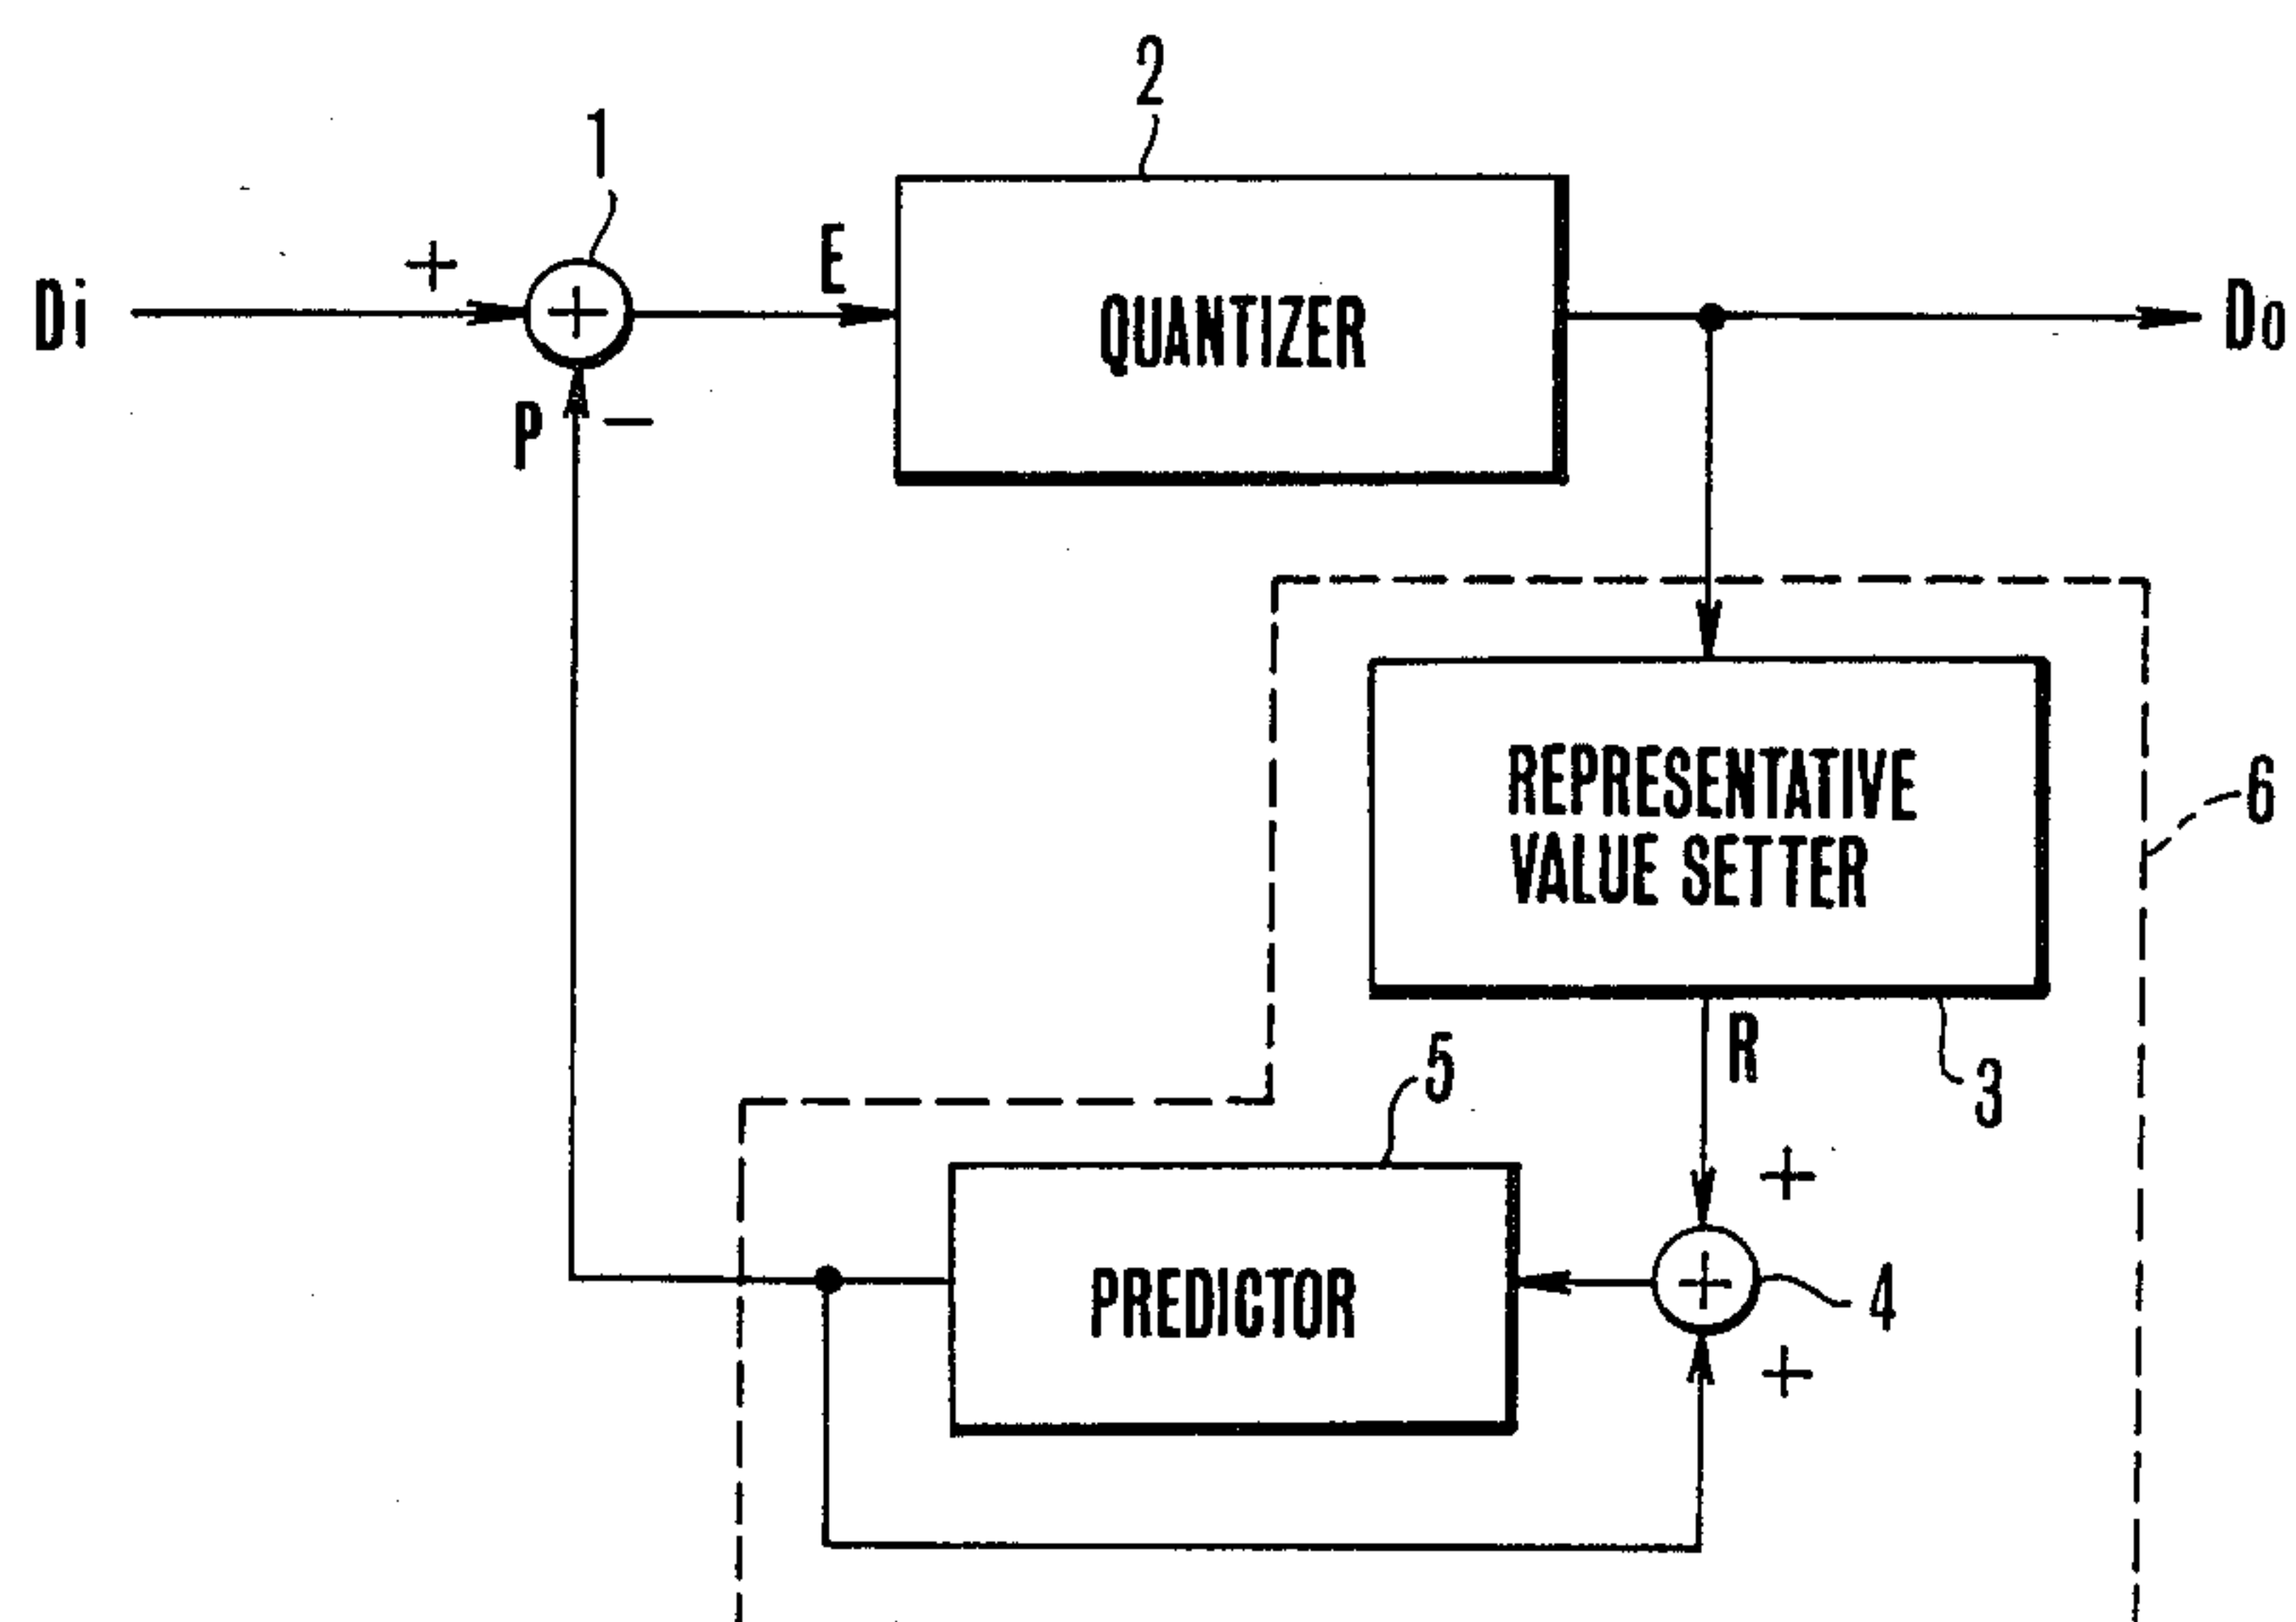 2
1
+
E
Di
+
QUANTIZER
Do
P
−
REPRESENTATIVE
VALUE SETTER
6
R
5
3
+
PREDICTOR
+
4
+